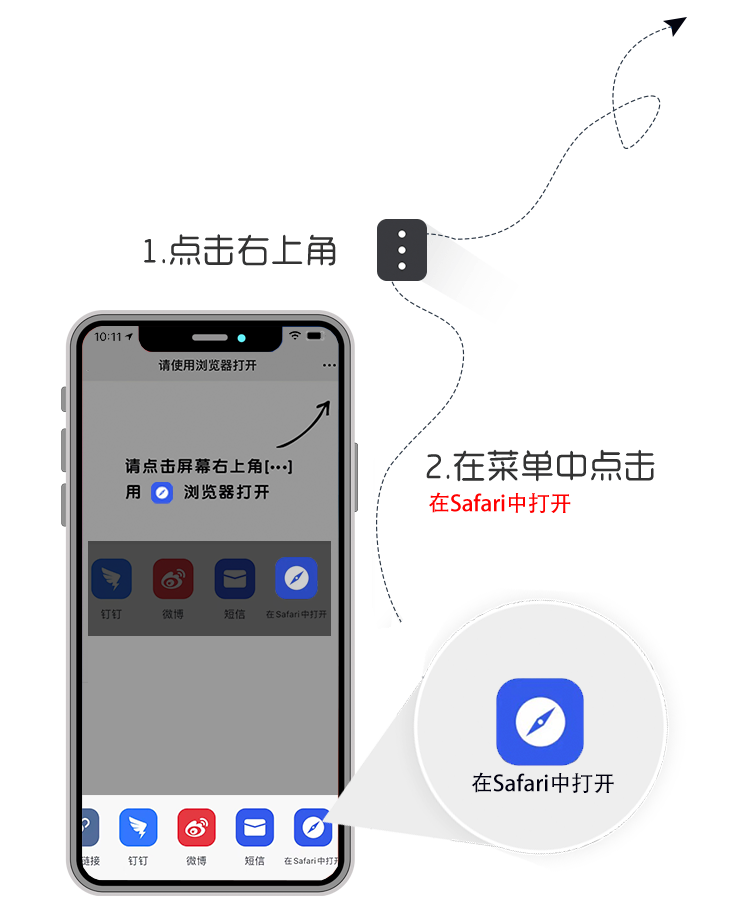 1.点击右上角
10:11
请使用浏览器打开
请点击屏幕右上角[···]
用 浏览器打开
2.在菜单中点击
在Safari中打开
钉钉 微博 短信 在Safari中打开
在Safari中打开
链接 钉钉 微博 短信 在Safari中打开